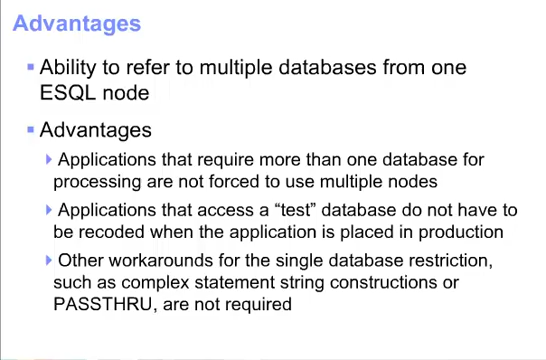 Advantages
Ability to refer to multiple databases from one
ESQL node
Advantages
Applications that require more than one database for
processing are not forced to use multiple nodes
Applications that access a “test” database do not have to
be recoded when the application is placed in production
Other workarounds for the single database restriction,
such as complex statement string constructions or
PASSTHRU, are not required